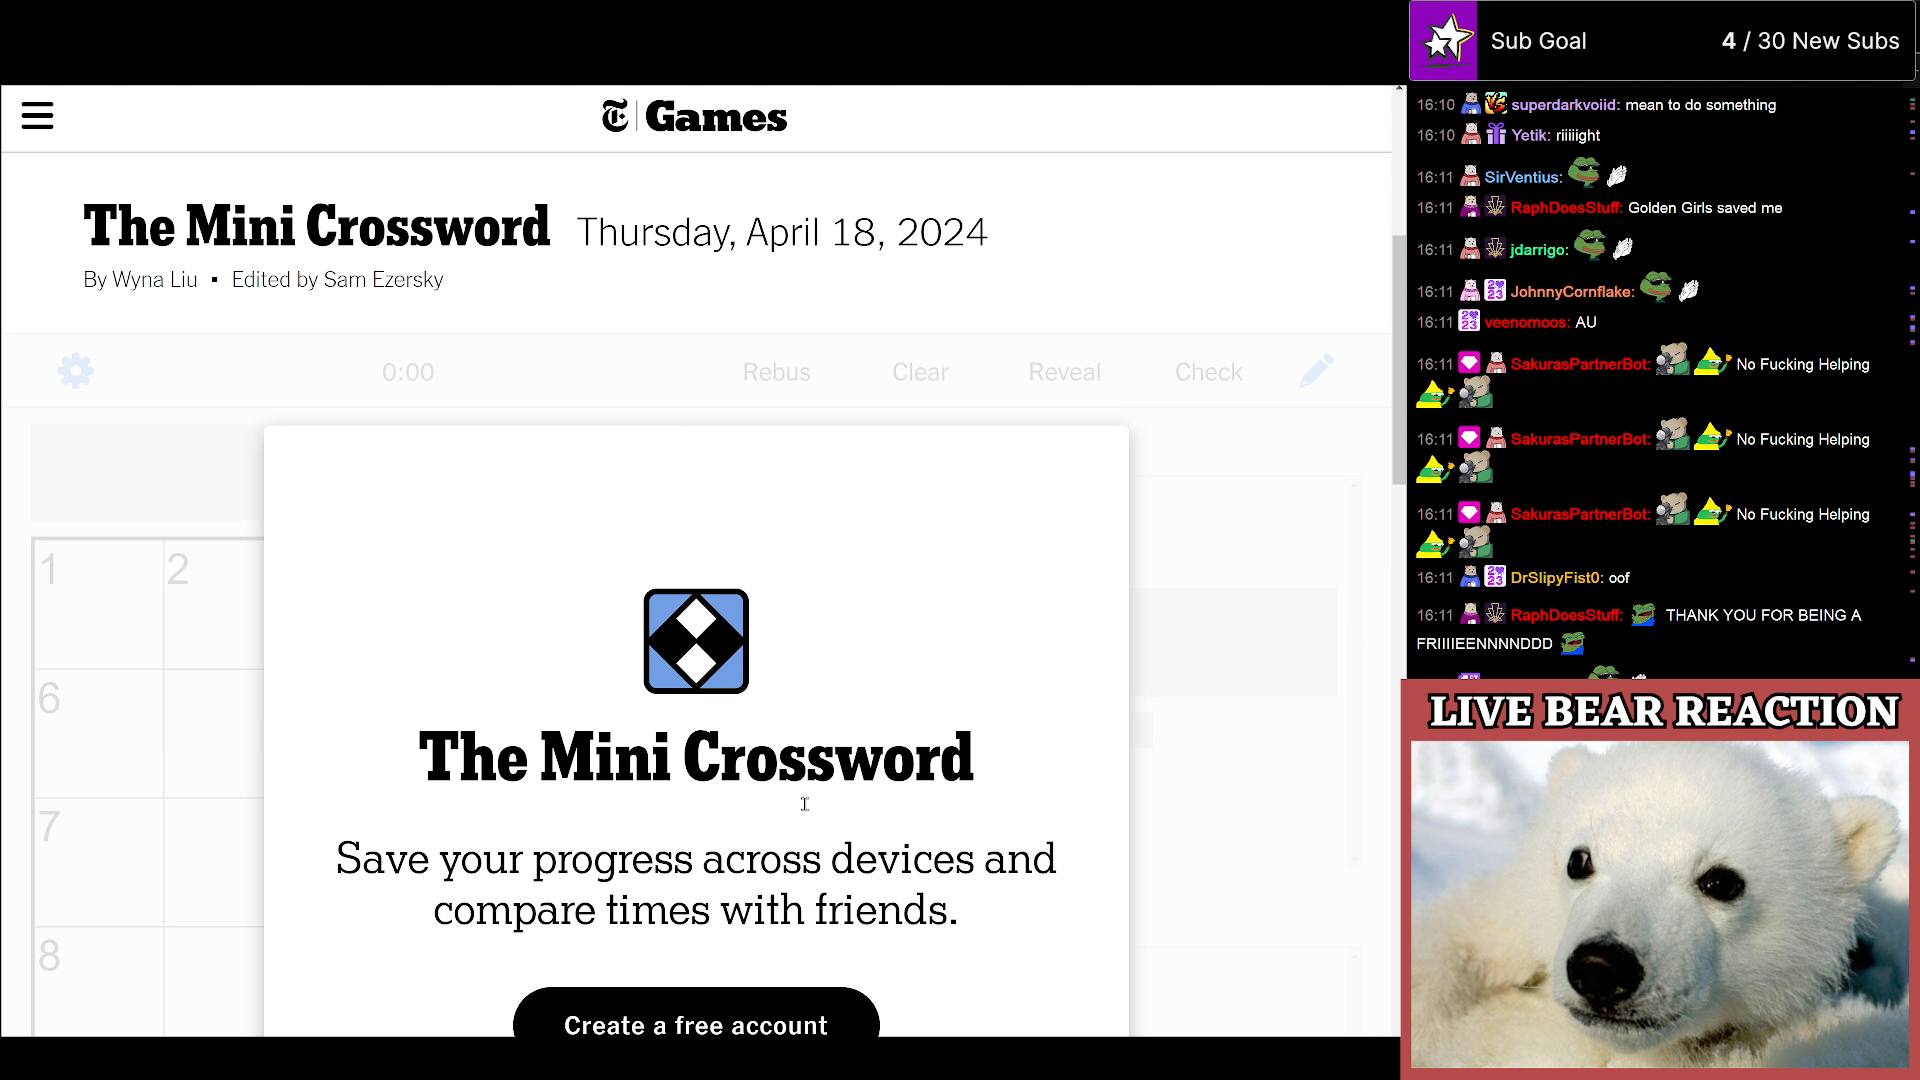 Sub Goal 4 / 30 New Subs
T Games
The Mini Crossword Thursday, April 18, 2024
By Wyna Liu ▪ Edited by Sam Ezersky
0:00 Rebus Clear Reveal Check
1 2
6
7
8
The Mini Crossword
Save your progress across devices and
compare times with friends.
Create a free account
16:10 superdarkvoiid: mean to do something
16:10 Yetik: riiiiight
16:11 SirVentius:
16:11 RaphDoesStuff: Golden Girls saved me
16:11 jdarrigo:
16:11 JohnnyCornflake:
16:11 veenomoos: AU
16:11 SakurasPartnerBot: No Fucking Helping
16:11 SakurasPartnerBot: No Fucking Helping
16:11 SakurasPartnerBot: No Fucking Helping
16:11 DrSlipyFist0: oof
16:11 RaphDoesStuff: THANK YOU FOR BEING A
FRIIIIEENNNNDDD
LIVE BEAR REACTION